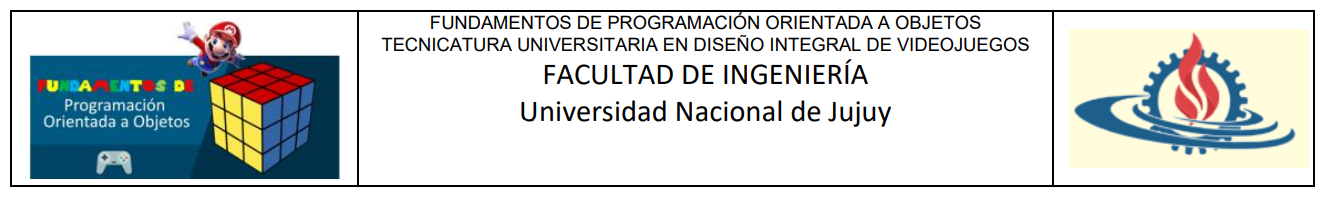 FUNDAMENTOS DE
Programación
Orientada a Objetos
FUNDAMENTOS DE PROGRAMACIÓN ORIENTADA A OBJETOS
TECNICATURA UNIVERSITARIA EN DISEÑO INTEGRAL DE VIDEOJUEGOS
FACULTAD DE INGENIERÍA
Universidad Nacional de Jujuy